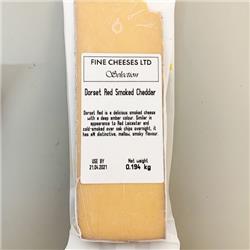 FINE CHEESES LTD
Selection
Dorset Red Smoked Cheddar
Dorset Red is a delicious smoked cheese
with a deep amber colour. Similar in
appearance to Red Leicester and
cold-smoked over oak chips overnight, it
has aM distinctive, mellow, smoky flavour.
USE BY
21.04.2021
Net weight
0.194 kg